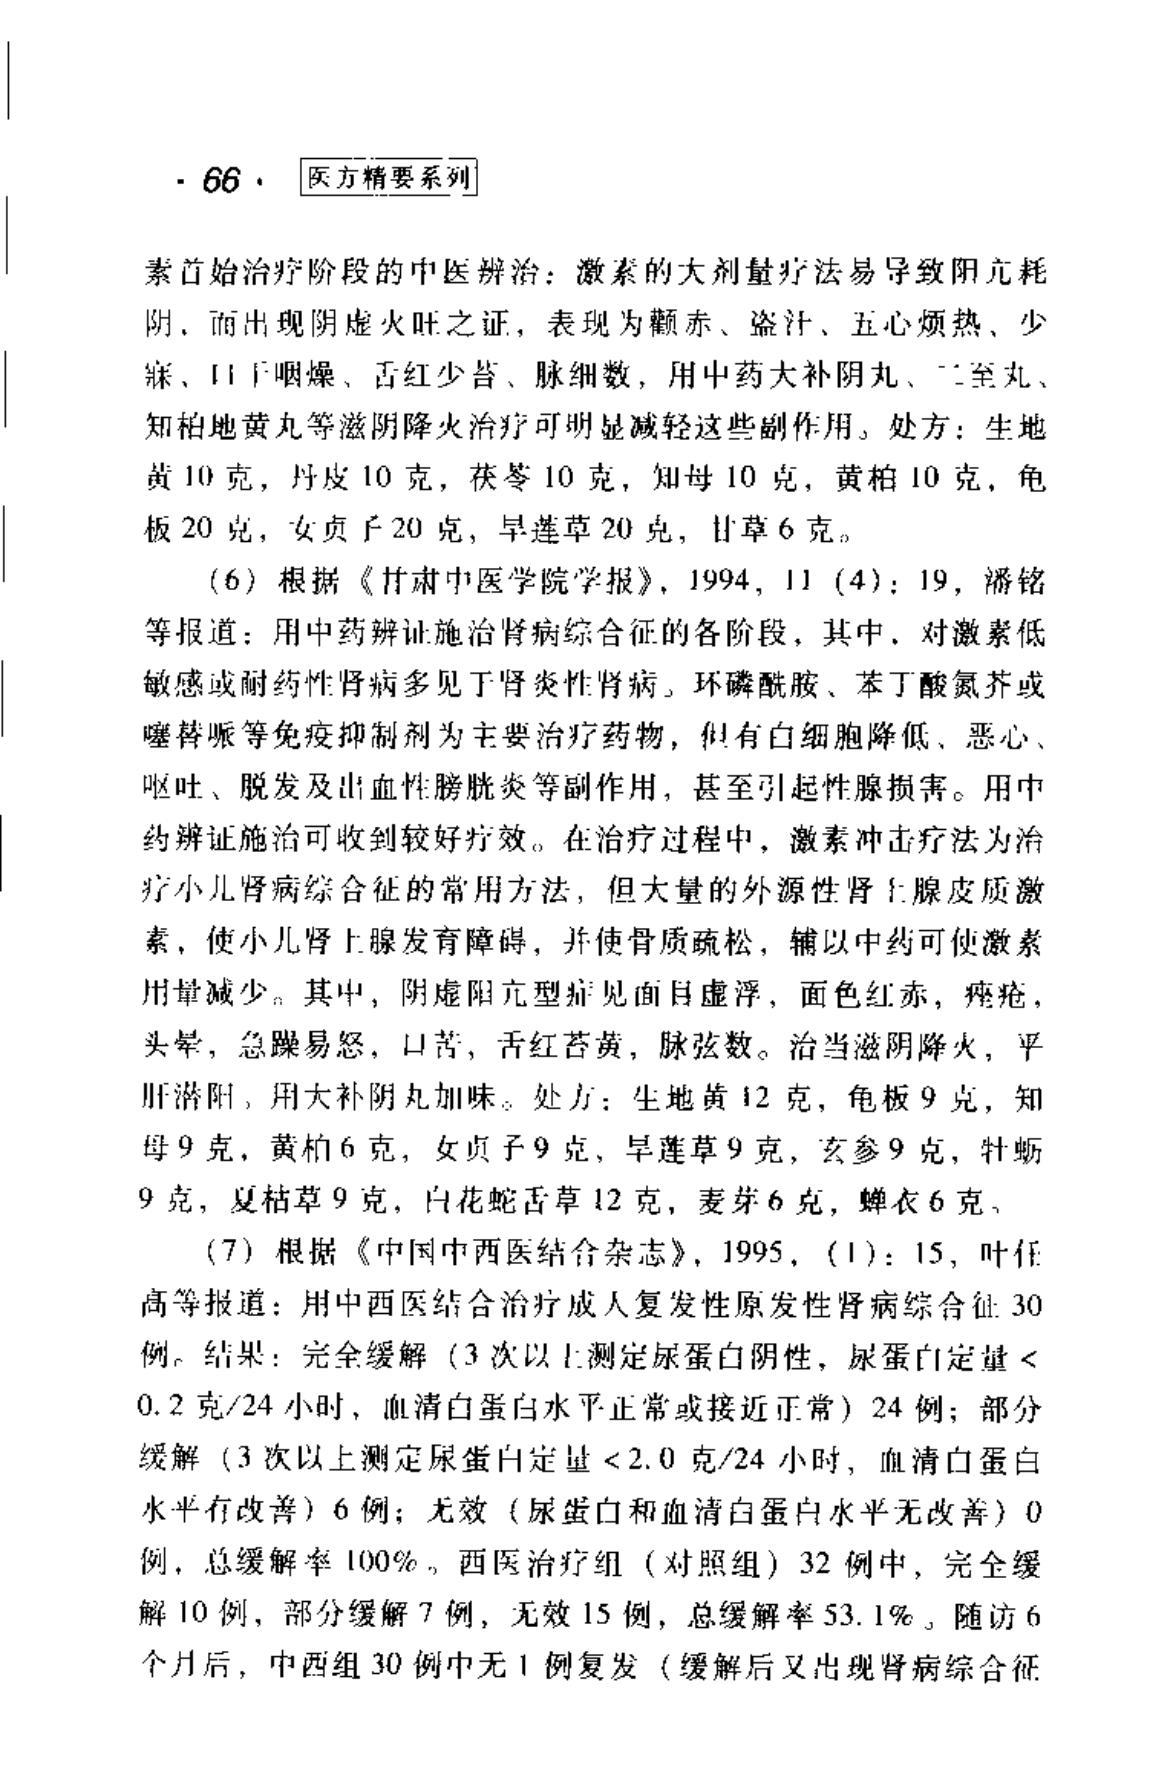 · 66 · 医方精要系列
素首始治疗阶段的中医辨治：激素的大剂量疗法易导致阳亢耗
阴，而出现阴虚火旺之证，表现为颧赤、盗汁、五心烦热、少
寐、口干咽燥、舌红少苔、脉细数，用中药大补阴丸、二至丸、
知柏地黄丸等滋阴降火治疗可明显减轻这些副作用。处方：生地
黄 10 克，丹皮 10 克，茯苓 10 克，知母 10 克，黄柏 10 克，龟
板 20 克，女贞子 20 克，旱莲草 20 克，甘草 6 克。
（6）根据《甘肃中医学院学报》，1994，11（4）：19，潘铭
等报道：用中药辨证施治肾病综合征的各阶段，其中，对激素低
敏感或耐药性肾病多见于肾炎性肾病。环磷酰胺、苯丁酸氮芥或
噻替哌等免疫抑制剂为主要治疗药物，但有白细胞降低、恶心、
呕吐、脱发及出血性膀胱炎等副作用，甚至引起性腺损害。用中
药辨证施治可收到较好疗效。在治疗过程中，激素冲击疗法为治
疗小儿肾病综合征的常用方法，但大量的外源性肾上腺皮质激
素，使小儿肾上腺发育障碍，并使骨质疏松，辅以中药可使激素
用量减少。其中，阴虚阳亢型症见面目虚浮，面色红赤，痤疮，
头晕，急躁易怒，口苦，舌红苔黄，脉弦数。治当滋阴降火，平
肝潜阳，用大补阴丸加味。处方：生地黄 12 克，龟板 9 克，知
母 9 克，黄柏 6 克，女贞子 9 克，旱莲草 9 克，玄参 9 克，牡蛎
9 克，夏枯草 9 克，白花蛇舌草 12 克，麦芽 6 克，蝉衣 6 克。
（7）根据《中国中西医结合杂志》，1995，（1）：15，叶任
高等报道：用中西医结合治疗成人复发性原发性肾病综合征 30
例。结果：完全缓解（3 次以上测定尿蛋白阴性，尿蛋白定量 <
0.2 克/24 小时，血清白蛋白水平正常或接近正常）24 例；部分
缓解（3 次以上测定尿蛋白定量 <2.0 克/24 小时，血清白蛋白
水平有改善）6 例；无效（尿蛋白和血清白蛋白水平无改善）0
例，总缓解率 100%。西医治疗组（对照组）32 例中，完全缓
解 10 例，部分缓解 7 例，无效 15 例，总缓解率 53.1%。随访 6
个月后，中西组 30 例中无 1 例复发（缓解后又出现肾病综合征